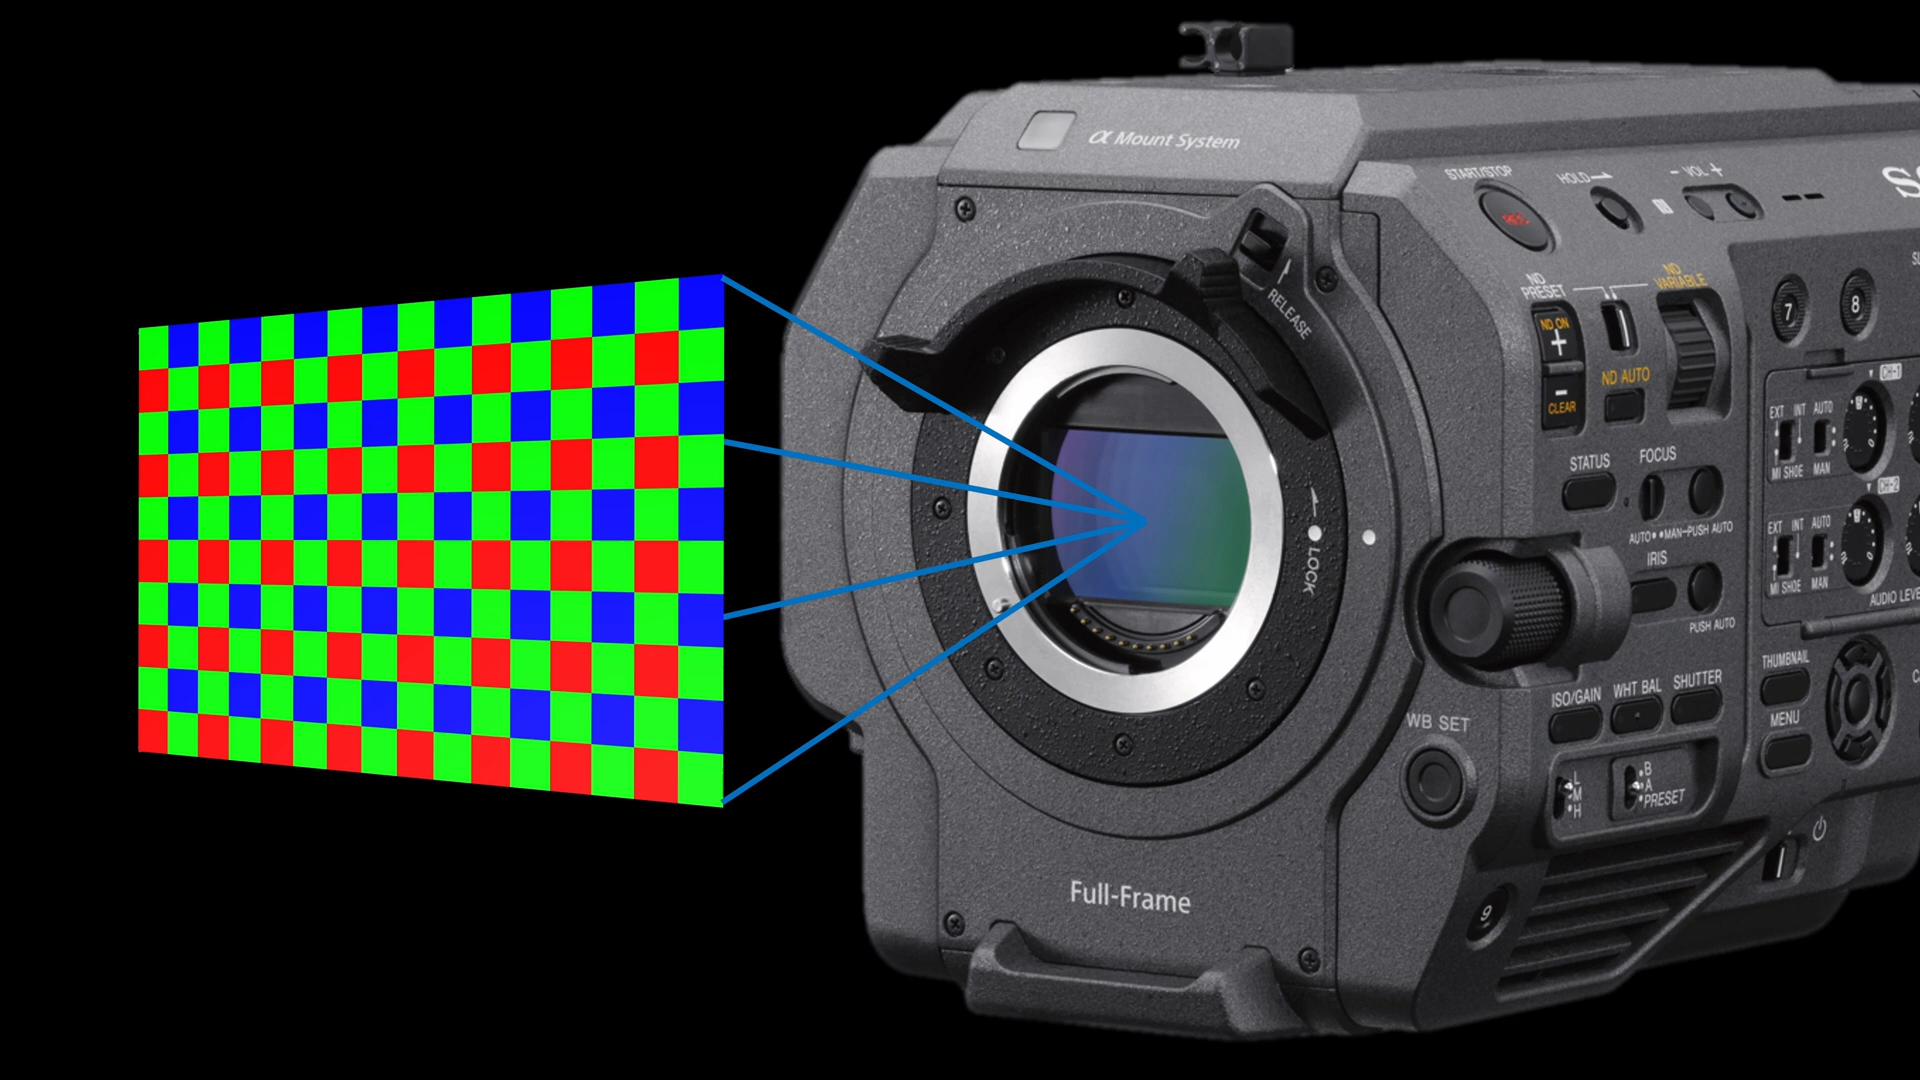 α Mount System
START/STOP
HOLD
- VOL +
REC
ND PRESET
ND VARIABLE
ND ON
+
-
CLEAR
ND AUTO
RELEASE
LOCK
7
8
CH-1
EXT INT AUTO
MI SHOE MAN
CH-2
EXT INT AUTO
MI SHOE MAN
STATUS
FOCUS
AUTO MAN PUSH AUTO
IRIS
PUSH AUTO
THUMBNAIL
MENU
ISO/GAIN WHT BAL SHUTTER
WB SET
L
M
H
B
A
PRESET
9
Full-Frame